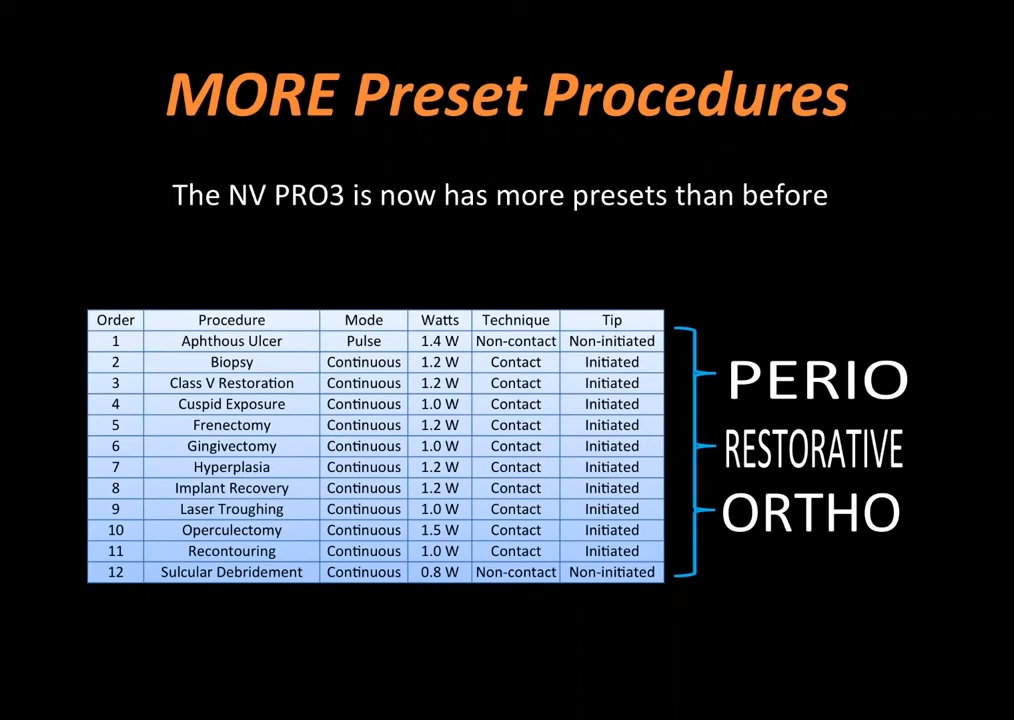 MORE Preset Procedures
The NV PRO3 is now has more presets than before
Order Procedure Mode Watts Technique Tip
1 Aphthous Ulcer Pulse 1.4 W Non-contact Non-initiated
2 Biopsy Continuous 1.2 W Contact Initiated
3 Class V Restoration Continuous 1.2 W Contact Initiated
4 Cuspid Exposure Continuous 1.0 W Contact Initiated
5 Frenectomy Continuous 1.2 W Contact Initiated
6 Gingivectomy Continuous 1.0 W Contact Initiated
7 Hyperplasia Continuous 1.2 W Contact Initiated
8 Implant Recovery Continuous 1.2 W Contact Initiated
9 Laser Troughing Continuous 1.0 W Contact Initiated
10 Operculectomy Continuous 1.5 W Contact Initiated
11 Recontouring Continuous 1.0 W Contact Initiated
12 Sulcular Debridement Continuous 0.8 W Non-contact Non-initiated
PERIO
RESTORATIVE
ORTHO